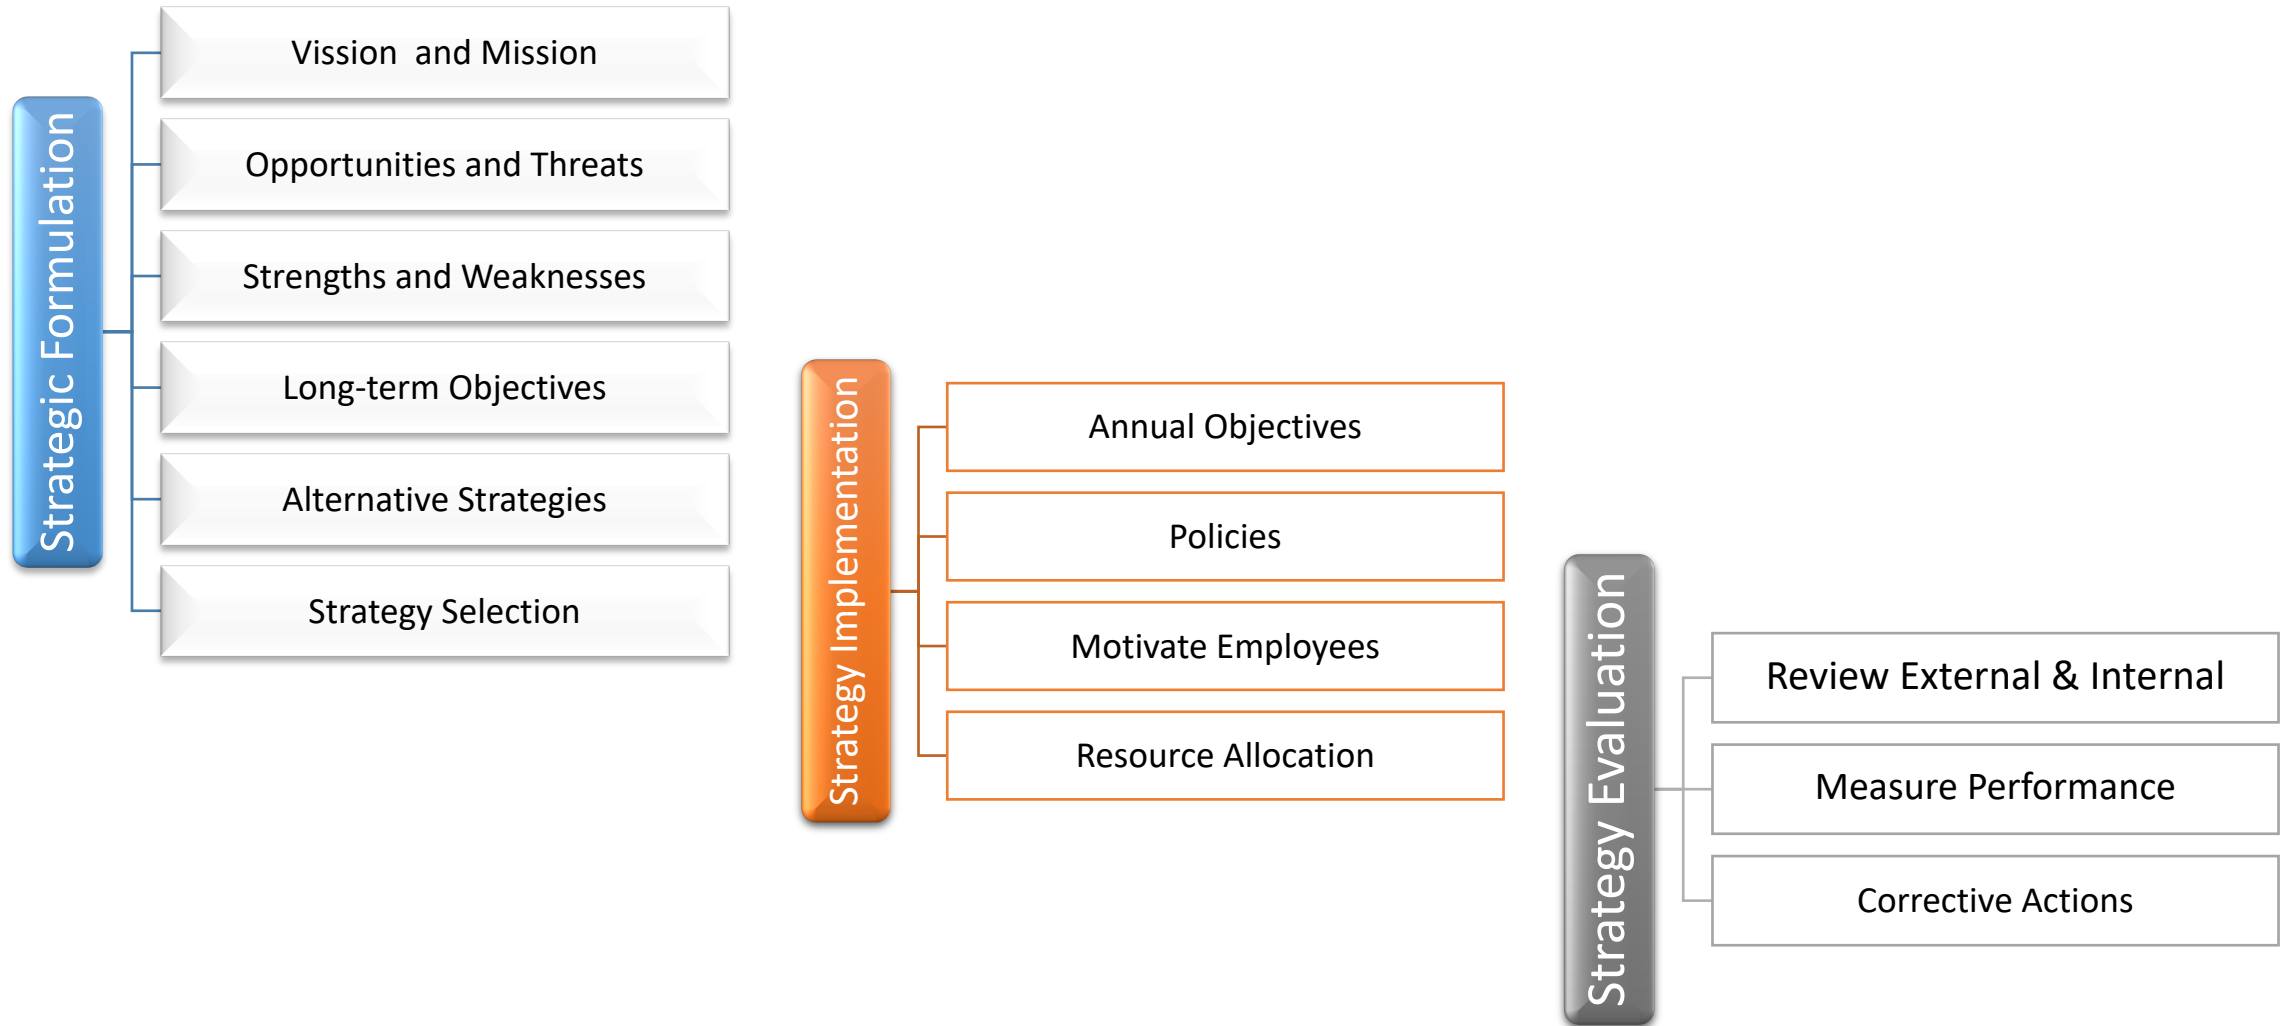 Strategic Formulation
Vission  and Mission
Opportunities and Threats
Strengths and Weaknesses
Long-term Objectives
Alternative Strategies
Strategy Selection
Strategy Implementation
Annual Objectives
Policies
Motivate Employees
Resource Allocation
Strategy Evaluation
Review External & Internal
Measure Performance
Corrective Actions